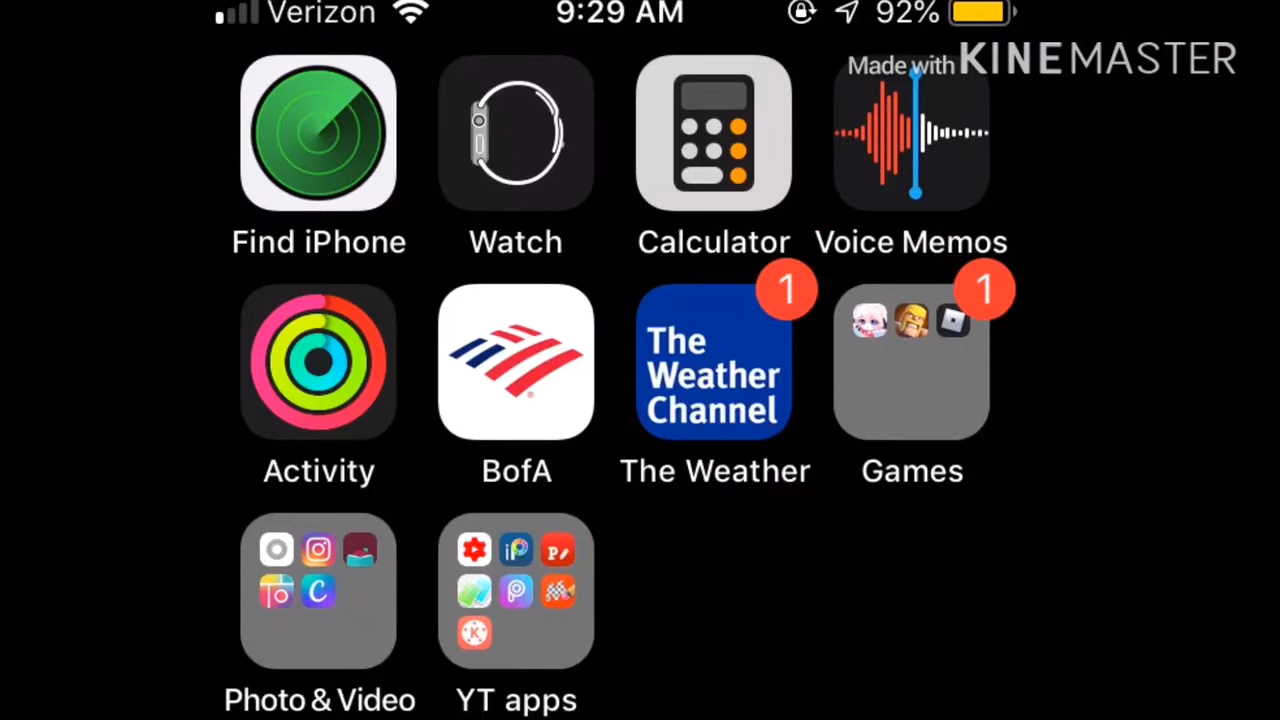 Verizon 9:29 AM 92%
Made with KINEMASTER
Find iPhone Watch Calculator Voice Memos
1 1
The
Weather
Channel
Activity BofA The Weather Games
Photo & Video YT apps